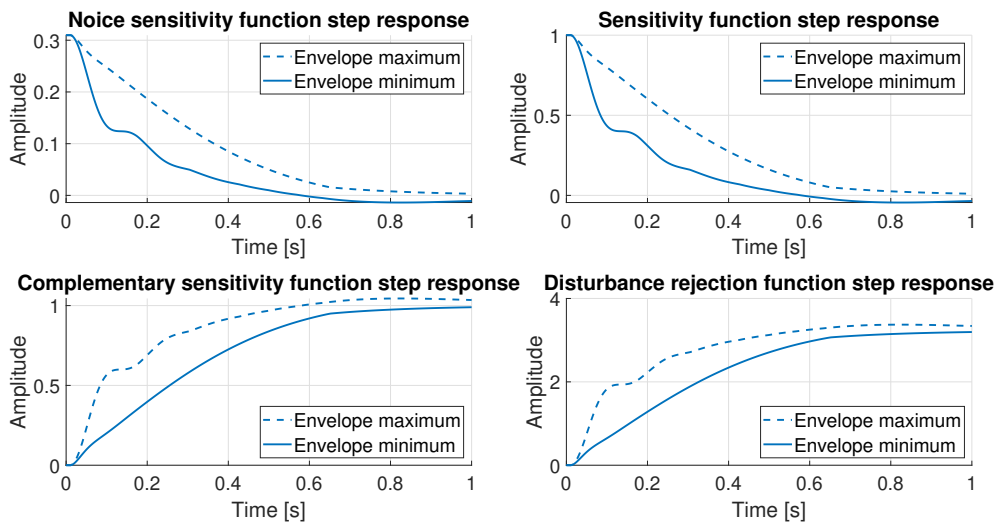 Noice sensitivity function step response
0.3
0.2
0.1
0
Amplitude
Envelope maximum
Envelope minimum
0
0.2
0.4
0.6
0.8
1
Time [s]
Sensitivity function step response
1
0.5
0
Amplitude
Envelope maximum
Envelope minimum
0
0.2
0.4
0.6
0.8
1
Time [s]
Complementary sensitivity function step response
1
0.5
0
Amplitude
Envelope maximum
Envelope minimum
0
0.2
0.4
0.6
0.8
1
Time [s]
Disturbance rejection function step response
4
2
0
Amplitude
Envelope maximum
Envelope minimum
0
0.2
0.4
0.6
0.8
1
Time [s]